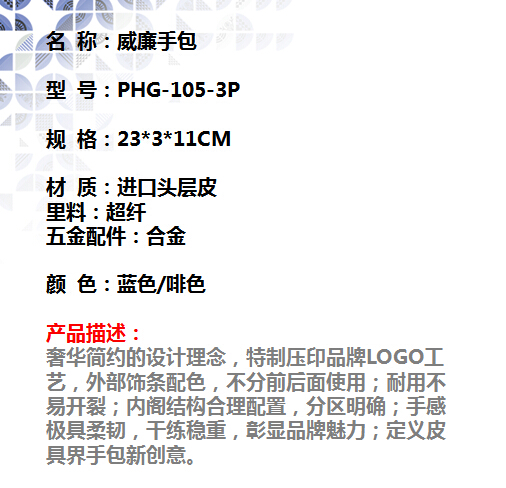 名 称：威廉手包
型 号：PHG-105-3P
规 格：23*3*11CM
材 质：进口头层皮
里料：超纤
五金配件：合金
颜 色：蓝色/啡色
产品描述：
奢华简约的设计理念，特制压印品牌LOGO工
艺，外部饰条配色，不分前后面使用；耐用不
易开裂；内阁结构合理配置，分区明确；手感
极具柔韧，干练稳重，彰显品牌魅力；定义皮
具界手包新创意。